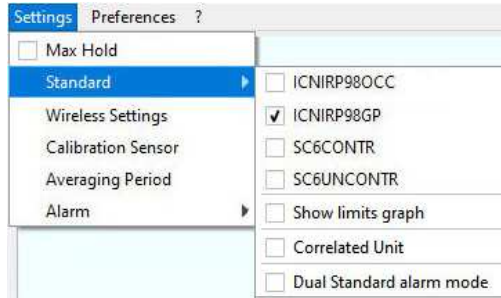 Settings Preferences ?
Max Hold
Standard
Wireless Settings
Calibration Sensor
Averaging Period
Alarm
ICNIRP98OCC
ICNIRP98GP
SC6CONTR
SC6UNCONTR
Show limits graph
Correlated Unit
Dual Standard alarm mode